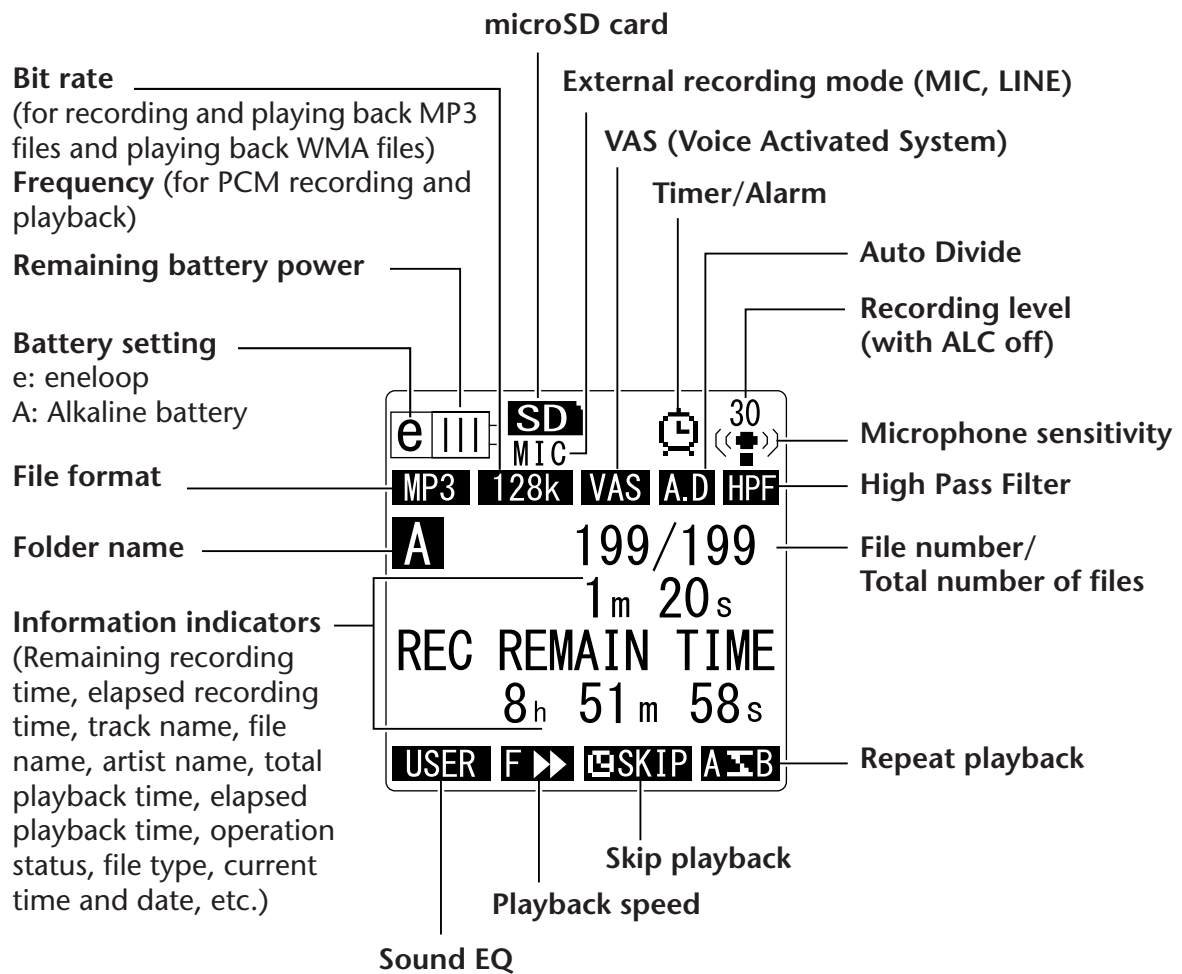 microSD card
Bit rate
(for recording and playing back MP3
files and playing back WMA files)
Frequency (for PCM recording and
playback)
External recording mode (MIC, LINE)
VAS (Voice Activated System)
Timer/Alarm
Remaining battery power
Auto Divide
Recording level
(with ALC off)
Battery setting
e: eneloop
A: Alkaline battery
Microphone sensitivity
File format
High Pass Filter
Folder name
File number/
Total number of files
Information indicators
(Remaining recording
time, elapsed recording
time, track name, file
name, artist name, total
playback time, elapsed
playback time, operation
status, file type, current
time and date, etc.)
e SD 30
MIC
MP3 128k VAS A.D HPF
A 199/199
1m 20s
REC REMAIN TIME
8h 51m 58s
USER F SKIP A B
Repeat playback
Skip playback
Playback speed
Sound EQ